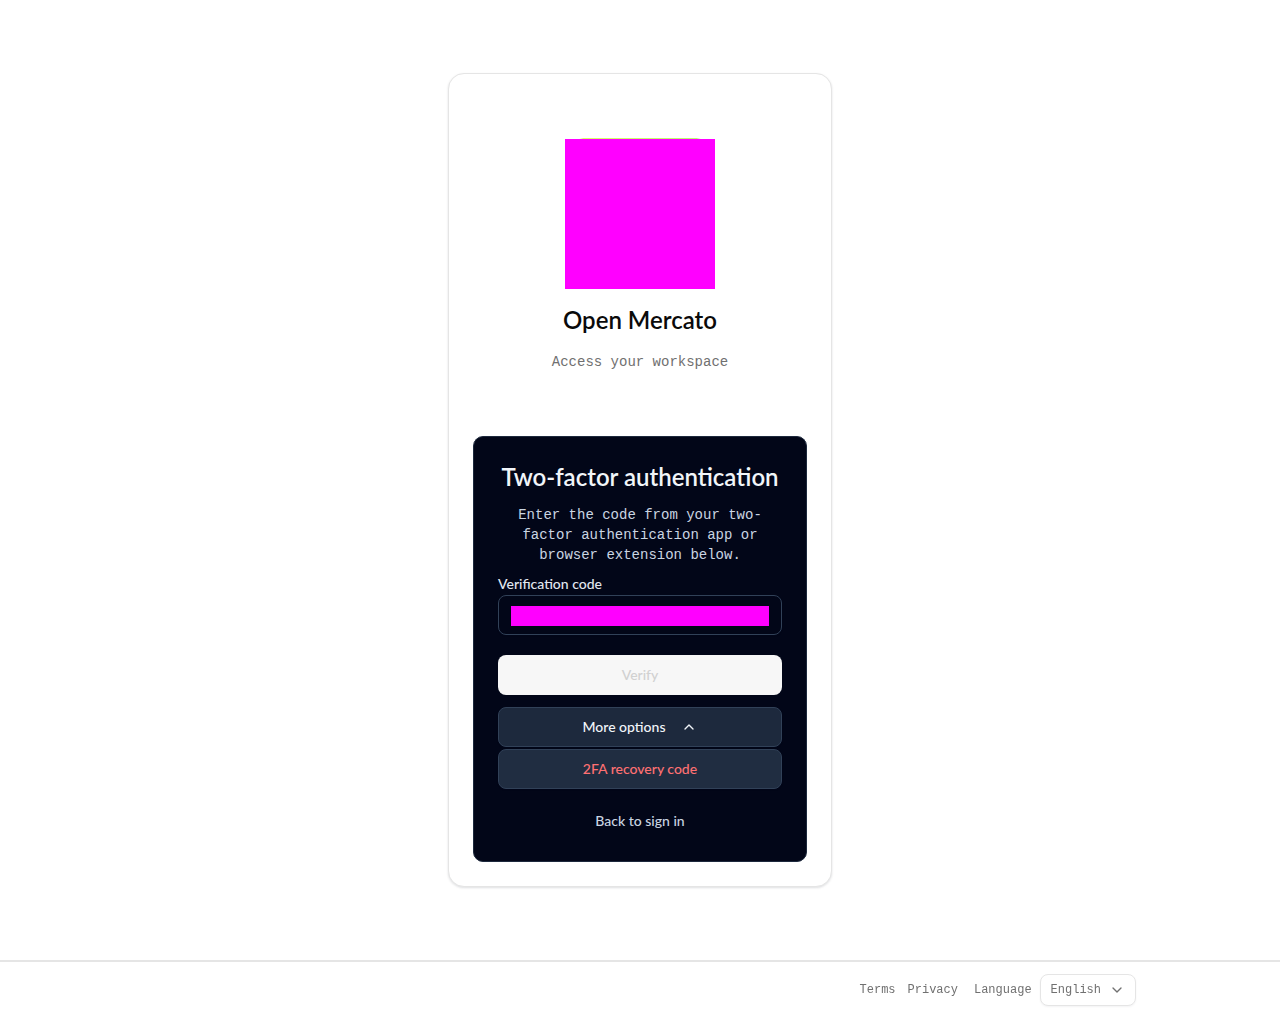 Open Mercato
Access your workspace
Two-factor authentication
Enter the code from your two-
factor authentication app or
browser extension below.
Verification code
Verify
More options
2FA recovery code
Back to sign in
Terms Privacy Language English